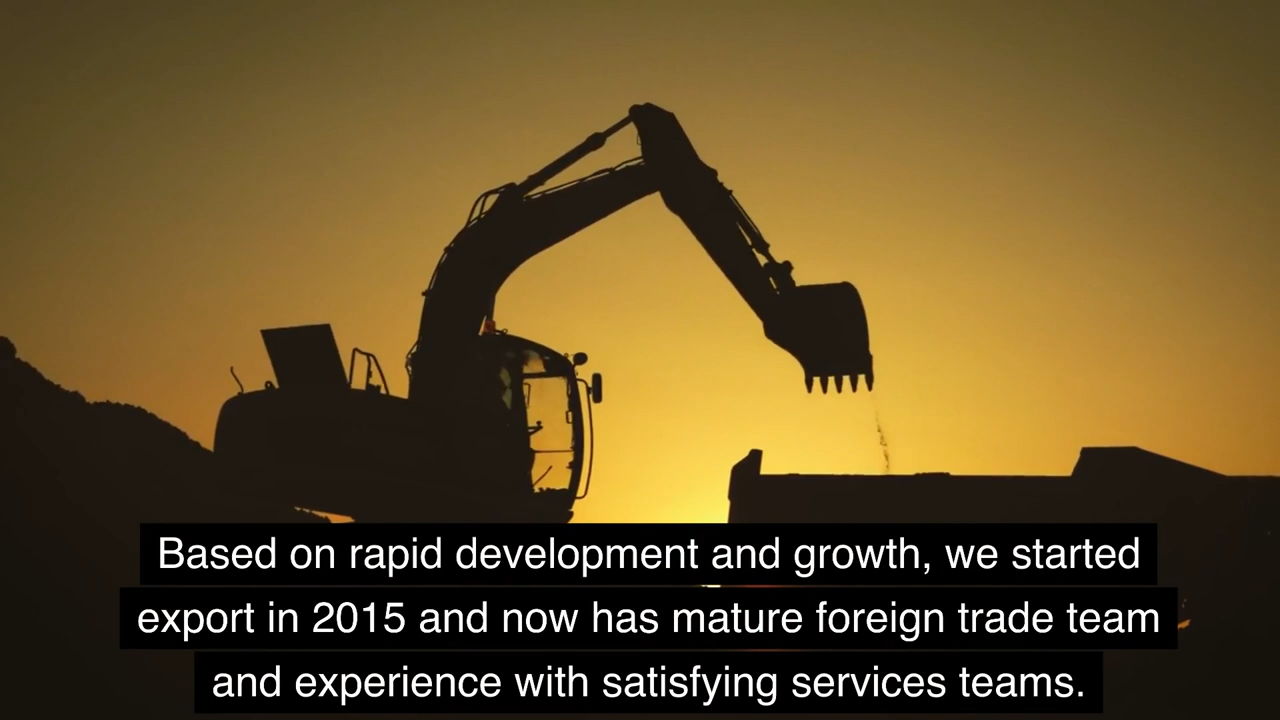 Based on rapid development and growth, we started
export in 2015 and now has mature foreign trade team
and experience with satisfying services teams.